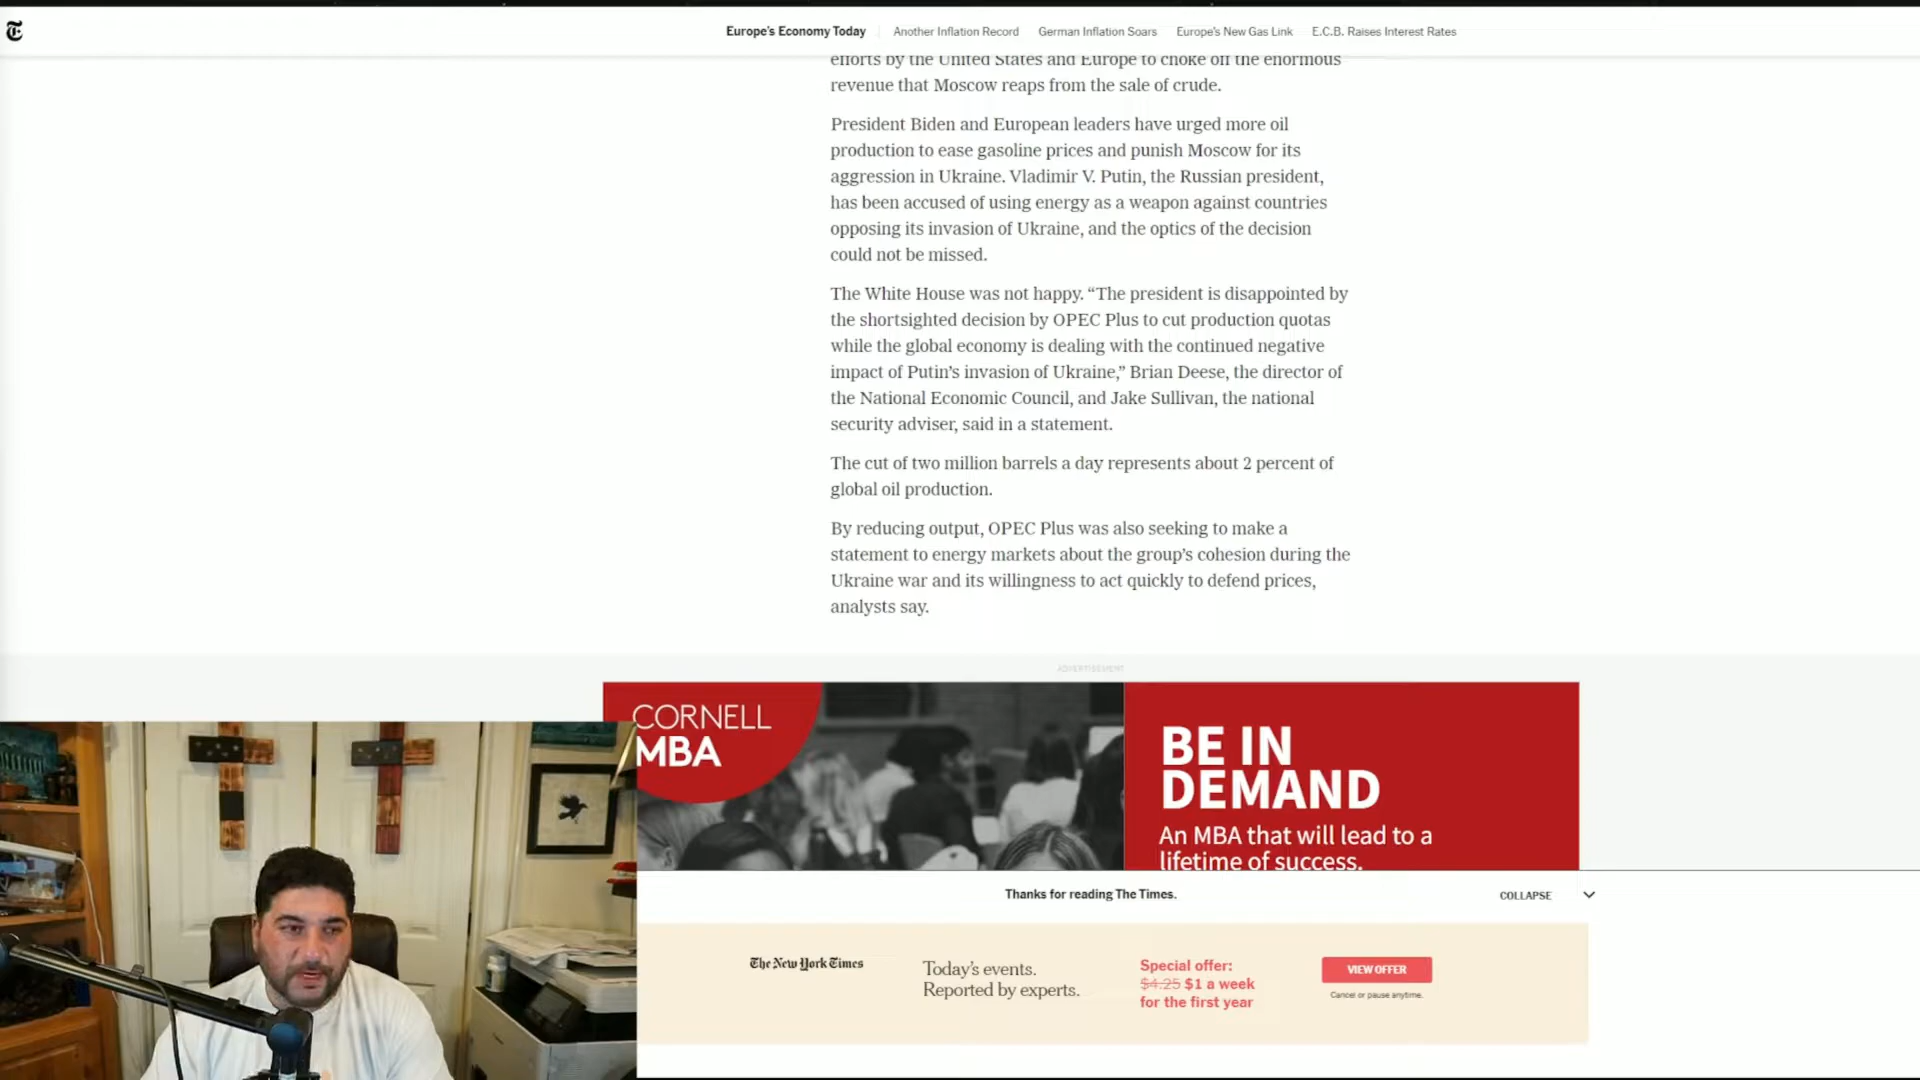 T
Europe's Economy Today
Another Inflation Record
German Inflation Soars
Europe's New Gas Link
E.C.B. Raises Interest Rates
efforts by the United States and Europe to choke off the enormous
revenue that Moscow reaps from the sale of crude.
President Biden and European leaders have urged more oil
production to ease gasoline prices and punish Moscow for its
aggression in Ukraine. Vladimir V. Putin, the Russian president,
has been accused of using energy as a weapon against countries
opposing its invasion of Ukraine, and the optics of the decision
could not be missed.
The White House was not happy. “The president is disappointed by
the shortsighted decision by OPEC Plus to cut production quotas
while the global economy is dealing with the continued negative
impact of Putin’s invasion of Ukraine,” Brian Deese, the director of
the National Economic Council, and Jake Sullivan, the national
security adviser, said in a statement.
The cut of two million barrels a day represents about 2 percent of
global oil production.
By reducing output, OPEC Plus was also seeking to make a
statement to energy markets about the group’s cohesion during the
Ukraine war and its willingness to act quickly to defend prices,
analysts say.
ADVERTISEMENT
CORNELL
MBA
BE IN
DEMAND
An MBA that will lead to a
lifetime of success.
Thanks for reading The Times.
COLLAPSE
The New York Times
Today’s events.
Reported by experts.
Special offer:
$4.25 $1 a week
for the first year
VIEW OFFER
Cancel or pause anytime.